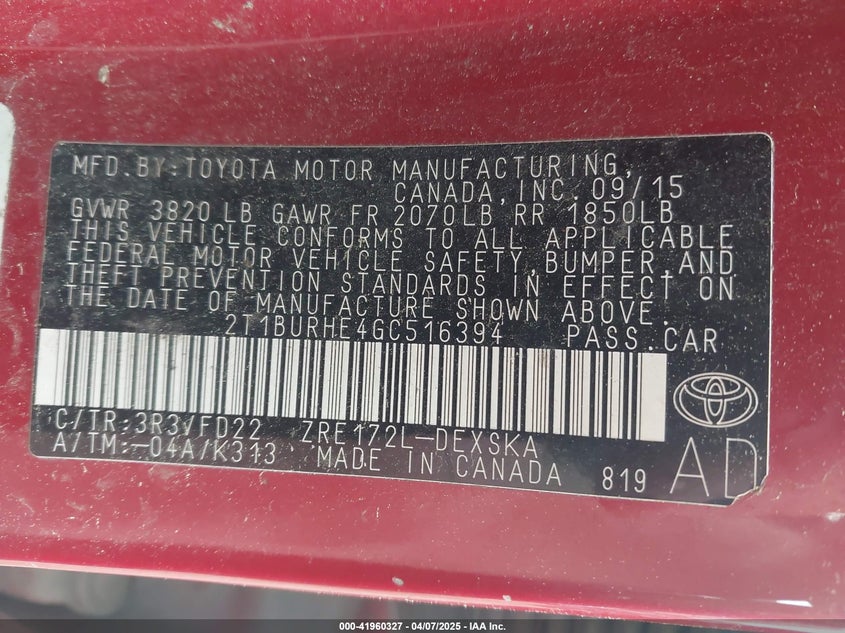 MFD.BY:TOYOTA MOTOR MANUFACTURING,
CANADA,INC. 09/15
GVWR 3820 LB GAWR FR 2070LB RR 1850LB
THIS VEHICLE CONFORMS TO ALL APPLICABLE
FEDERAL MOTOR VEHICLE SAFETY,BUMPER,AND
THEFT PREVENTION STANDARDS IN EFFECT ON
THE DATE OF MANUFACTURE SHOWN ABOVE.
2T1BURHE4GC516394 PASS.CAR
C/TR:3R3/FD22 ZRE172L-DEXSKA
A/TM:-04A/K313 MADE IN CANADA 819
AD
000-41960327 - 04/07/2025 - IAA Inc.